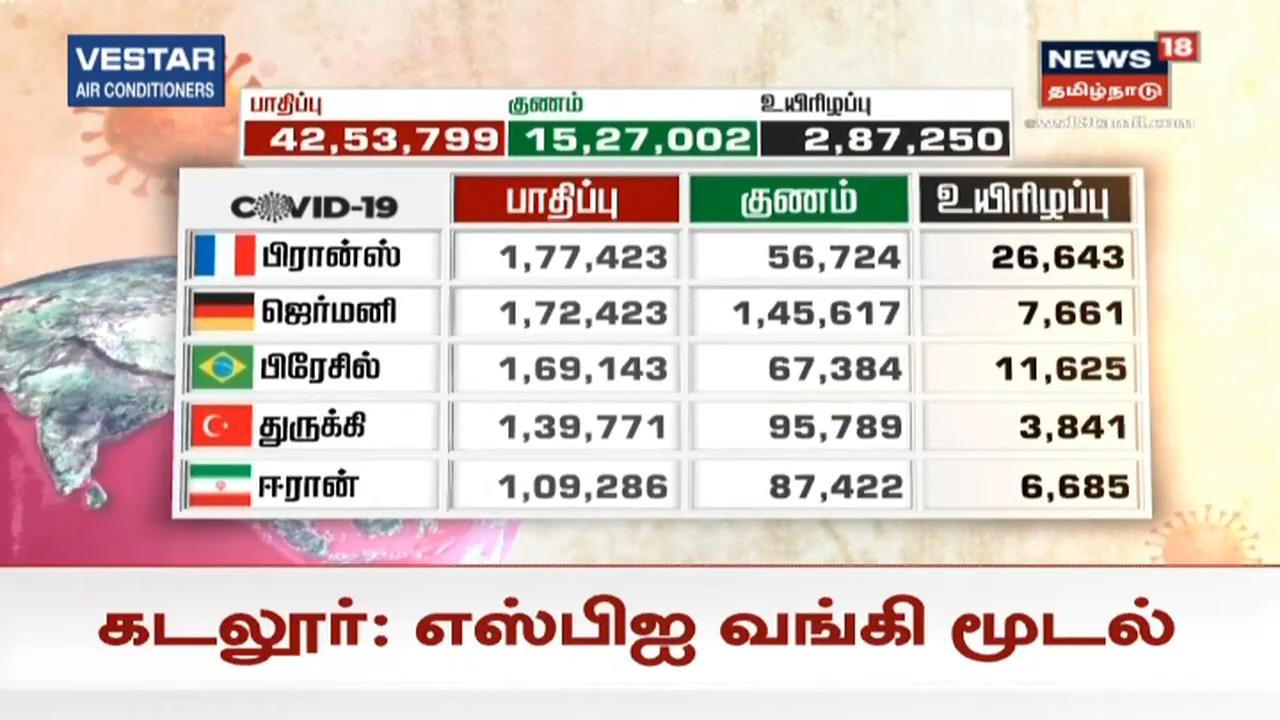 VESTAR
AIR CONDITIONERS
NEWS 18
தமிழ்நாடு
பாதிப்பு குணம் உயிரிழப்பு
42,53,799 15,27,002 2,87,250
COVID-19 பாதிப்பு குணம் உயிரிழப்பு
பிரான்ஸ் 1,77,423 56,724 26,643
ஜெர்மனி 1,72,423 1,45,617 7,661
பிரேசில் 1,69,143 67,384 11,625
துருக்கி 1,39,771 95,789 3,841
ஈரான் 1,09,286 87,422 6,685
கடலூர்: எஸ்பிஐ வங்கி மூடல்